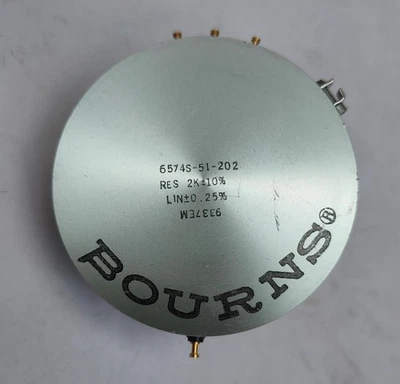 6574S-51-202
RES 2K±10%
LIN±0.25%
9337EM
BOURNS®